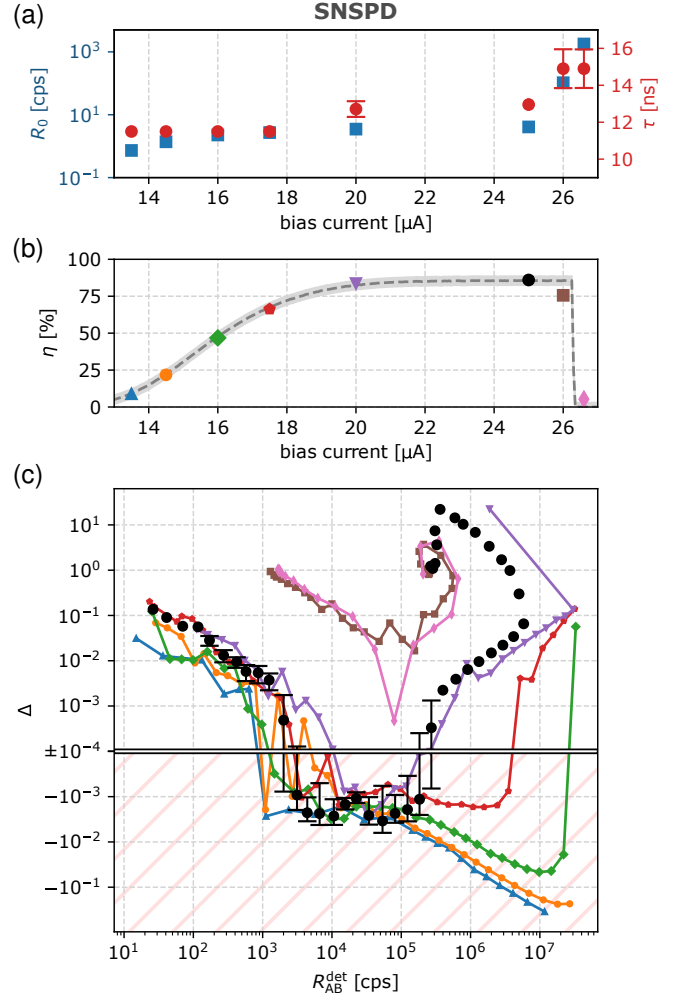 (a)
SNSPD
10³
10¹
10⁻¹
R₀ [cps]
16
14
12
10
τ [ns]
14 16 18 20 22 24 26
bias current [μA]
(b)
100
75
50
25
0
η [%]
14 16 18 20 22 24 26
bias current [μA]
(c)
10¹
10⁰
10⁻¹
10⁻²
10⁻³
±10⁻⁴
−10⁻³
−10⁻²
−10⁻¹
Δ
10¹ 10² 10³ 10⁴ 10⁵ 10⁶ 10⁷
R_AB^det [cps]